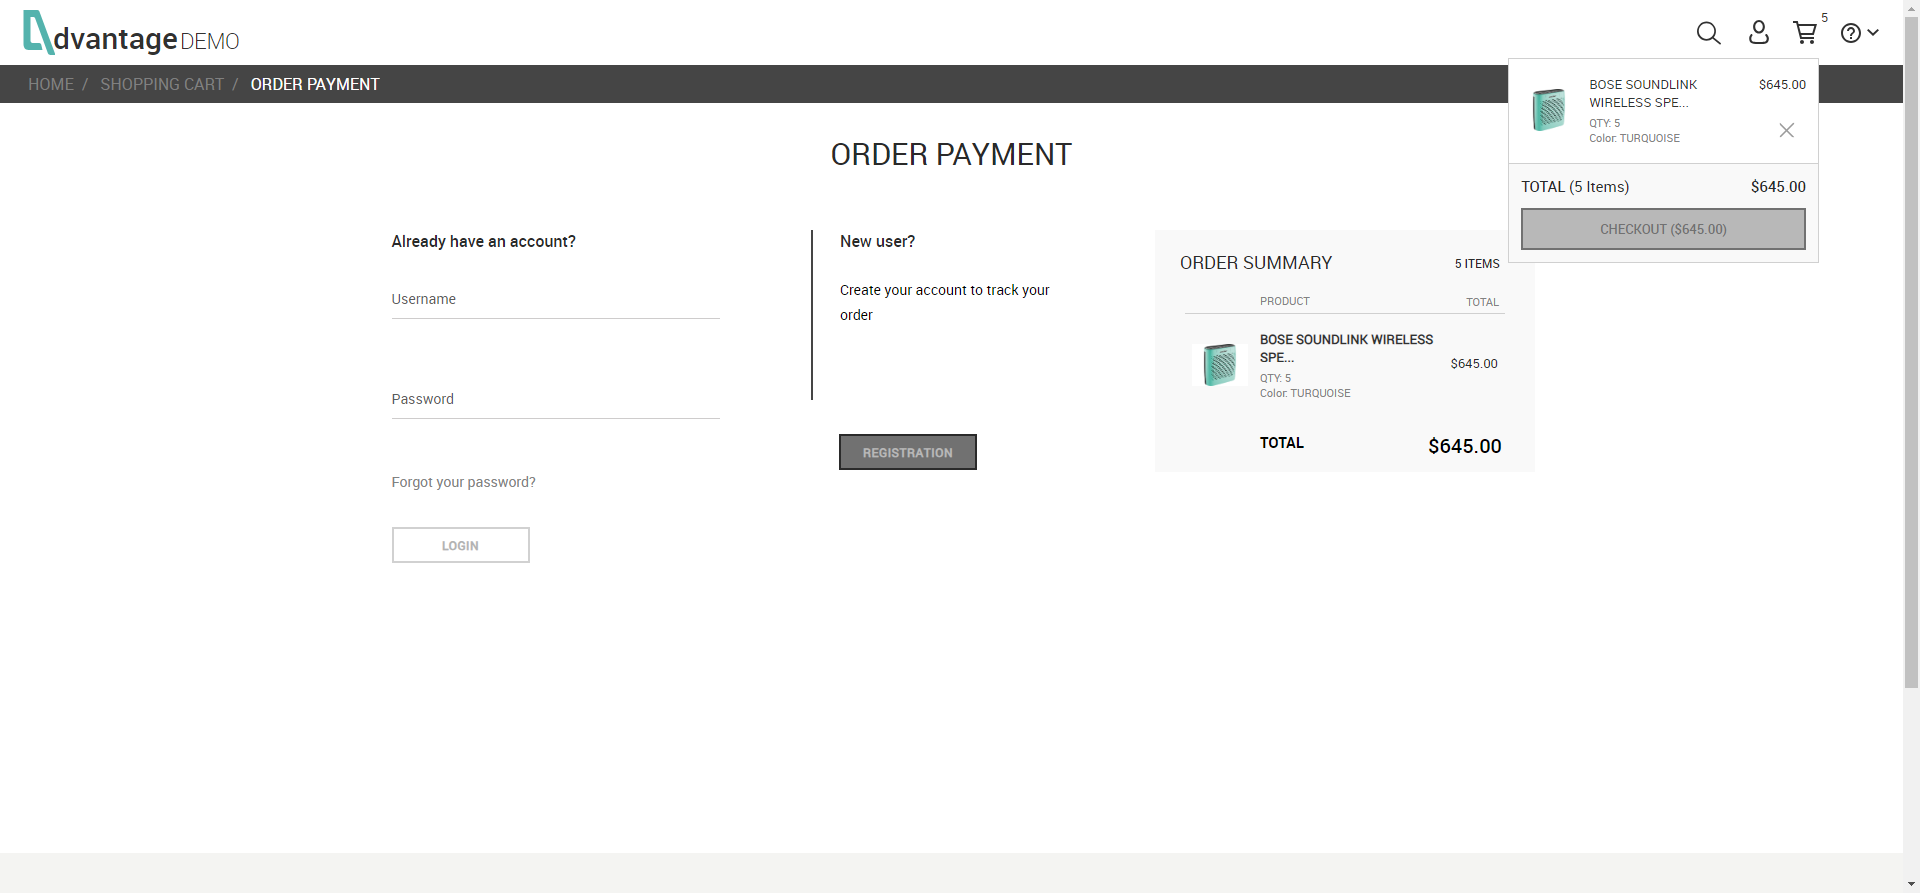 dvantage DEMO
5
HOME / SHOPPING CART / ORDER PAYMENT
BOSE SOUNDLINK
WIRELESS SPE...
$645.00
QTY: 5
Color: TURQUOISE
TOTAL (5 Items)
$645.00
CHECKOUT ($645.00)
ORDER PAYMENT
Already have an account?
Username
Password
Forgot your password?
LOGIN
New user?
Create your account to track your
order
REGISTRATION
ORDER SUMMARY
5 ITEMS
PRODUCT
TOTAL
BOSE SOUNDLINK WIRELESS
SPE...
$645.00
QTY: 5
Color: TURQUOISE
TOTAL
$645.00